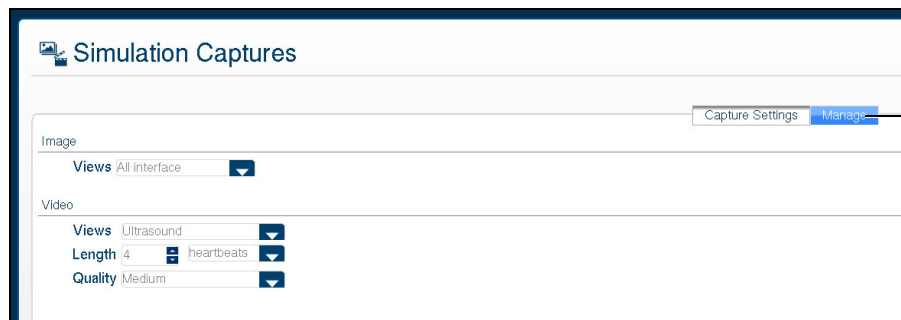 Simulation Captures
Capture Settings Manage
Image
Views All interface
Video
Views Ultrasound
Length 4 heartbeats
Quality Medium